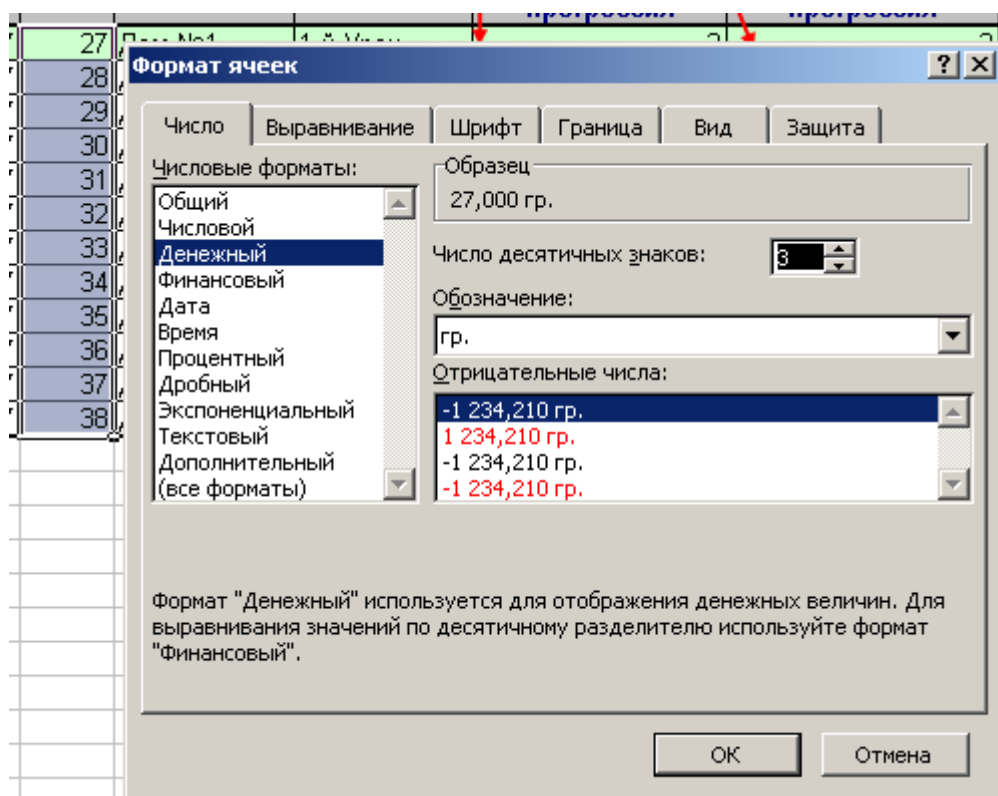 27
28
29
30
31
32
33
34
35
36
37
38
Формат ячеек
Число Выравнивание Шрифт Граница Вид Защита
Числовые форматы:
Общий
Числовой
Денежный
Финансовый
Дата
Время
Процентный
Дробный
Экспоненциальный
Текстовый
Дополнительный
(все форматы)
Образец
27,000 гр.
Число десятичных знаков: 3
Обозначение:
гр.
Отрицательные числа:
-1 234,210 гр.
1 234,210 гр.
-1 234,210 гр.
-1 234,210 гр.
Формат "Денежный" используется для отображения денежных величин. Для
выравнивания значений по десятичному разделителю используйте формат
"Финансовый".
OK Отмена